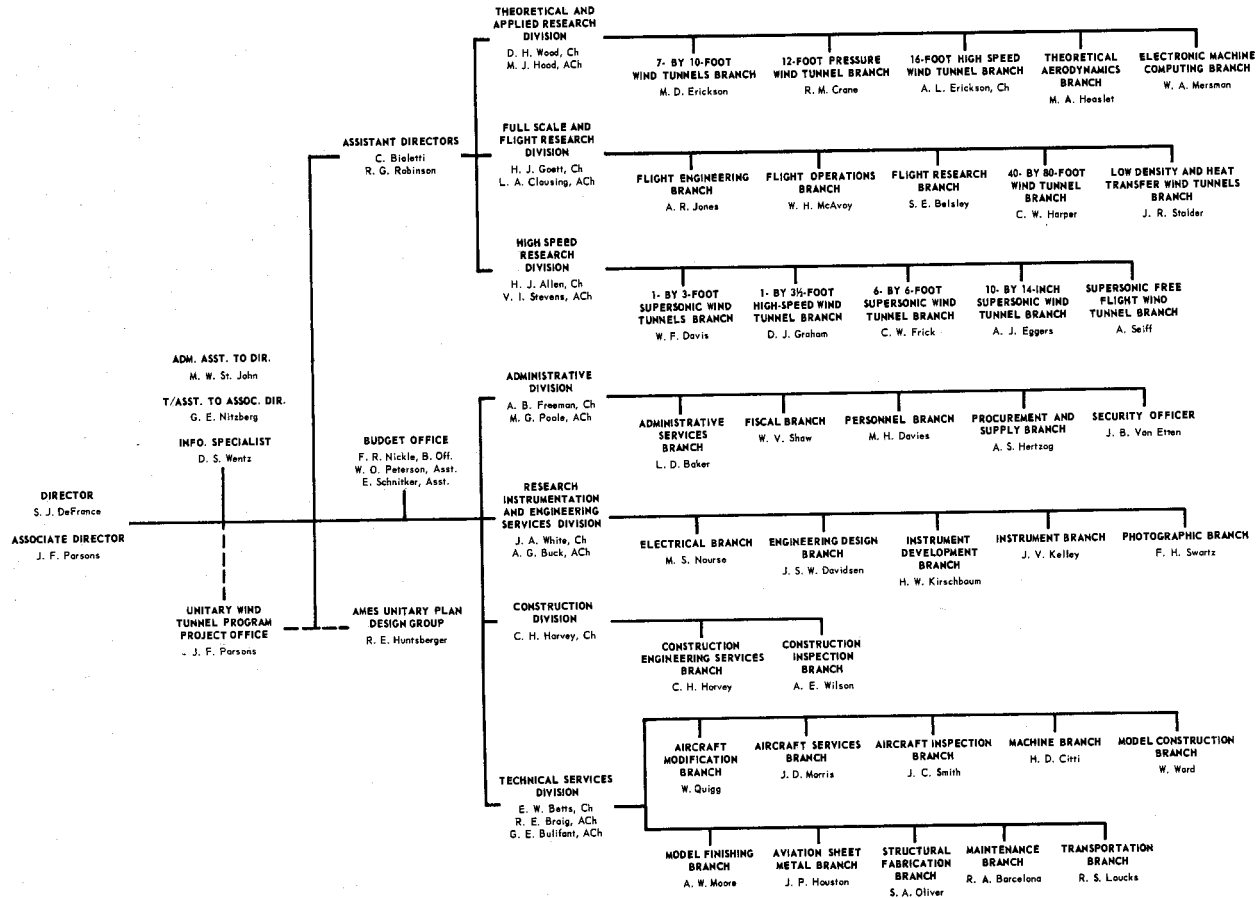 THEORETICAL AND
APPLIED RESEARCH
DIVISION
D. H. Wood, Ch
M. J. Hood, ACh
7- BY 10-FOOT
WIND TUNNELS BRANCH
M. D. Erickson
12-FOOT PRESSURE
WIND TUNNEL BRANCH
R. M. Crane
16-FOOT HIGH SPEED
WIND TUNNEL BRANCH
A. L. Erickson, Ch
THEORETICAL
AERODYNAMICS
BRANCH
M. A. Heaslet
ELECTRONIC MACHINE
COMPUTING BRANCH
W. A. Mersman
ASSISTANT DIRECTORS
C. Bioletti
R. G. Robinson
FULL SCALE AND
FLIGHT RESEARCH
DIVISION
H. J. Goett, Ch
L. A. Clousing, ACh
FLIGHT ENGINEERING
BRANCH
A. R. Jones
FLIGHT OPERATIONS
BRANCH
W. H. McAvoy
FLIGHT RESEARCH
BRANCH
S. E. Belsley
40- BY 80-FOOT
WIND TUNNEL
BRANCH
C. W. Harper
LOW DENSITY AND HEAT
TRANSFER WIND TUNNELS
BRANCH
J. R. Stalder
HIGH SPEED
RESEARCH
DIVISION
H. J. Allen, Ch
V. I. Stevens, ACh
1- BY 3-FOOT
SUPERSONIC WIND
TUNNELS BRANCH
W. F. Davis
1- BY 3½-FOOT
HIGH-SPEED WIND
TUNNEL BRANCH
D. J. Graham
6- BY 6-FOOT
SUPERSONIC WIND
TUNNEL BRANCH
C. W. Frick
10- BY 14-INCH
SUPERSONIC WIND
TUNNEL BRANCH
A. J. Eggers
SUPERSONIC FREE
FLIGHT WIND
TUNNEL BRANCH
A. Seiff
ADM. ASST. TO DIR.
M. W. St. John
T/ASST. TO ASSOC. DIR.
G. E. Nitzberg
INFO. SPECIALIST
D. S. Wentz
BUDGET OFFICE
F. R. Nickle, B. Off.
W. O. Peterson, Asst.
E. Schnitker, Asst.
ADMINISTRATIVE
DIVISION
A. B. Freeman, Ch
M. G. Poole, ACh
ADMINISTRATIVE
SERVICES
BRANCH
L. D. Baker
FISCAL BRANCH
W. V. Shaw
PERSONNEL BRANCH
M. H. Davies
PROCUREMENT AND
SUPPLY BRANCH
A. S. Hertzog
SECURITY OFFICER
J. B. Van Etten
DIRECTOR
S. J. DeFrance
ASSOCIATE DIRECTOR
J. F. Parsons
RESEARCH
INSTRUMENTATION
AND ENGINEERING
SERVICES DIVISION
J. A. White, Ch
A. G. Buck, ACh
ELECTRICAL BRANCH
M. S. Nourse
ENGINEERING DESIGN
BRANCH
J. S. W. Davidsen
INSTRUMENT
DEVELOPMENT
BRANCH
H. W. Kirschbaum
INSTRUMENT BRANCH
J. V. Kelley
PHOTOGRAPHIC BRANCH
F. H. Swartz
UNITARY WIND
TUNNEL PROGRAM
PROJECT OFFICE
J. F. Parsons
AMES UNITARY PLAN
DESIGN GROUP
R. E. Huntsberger
CONSTRUCTION
DIVISION
C. H. Harvey, Ch
CONSTRUCTION
ENGINEERING SERVICES
BRANCH
C. H. Harvey
CONSTRUCTION
INSPECTION
BRANCH
A. E. Wilson
TECHNICAL SERVICES
DIVISION
E. W. Betts, Ch
R. E. Braig, ACh
G. E. Bulifant, ACh
AIRCRAFT
MODIFICATION
BRANCH
W. Quigg
AIRCRAFT SERVICES
BRANCH
J. D. Morris
AIRCRAFT INSPECTION
BRANCH
J. C. Smith
MACHINE BRANCH
H. D. Citti
MODEL CONSTRUCTION
BRANCH
W. Ward
MODEL FINISHING
BRANCH
A. W. Moore
AVIATION SHEET
METAL BRANCH
J. P. Houston
STRUCTURAL
FABRICATION
BRANCH
S. A. Oliver
MAINTENANCE
BRANCH
R. A. Barcelona
TRANSPORTATION
BRANCH
R. S. Loucks